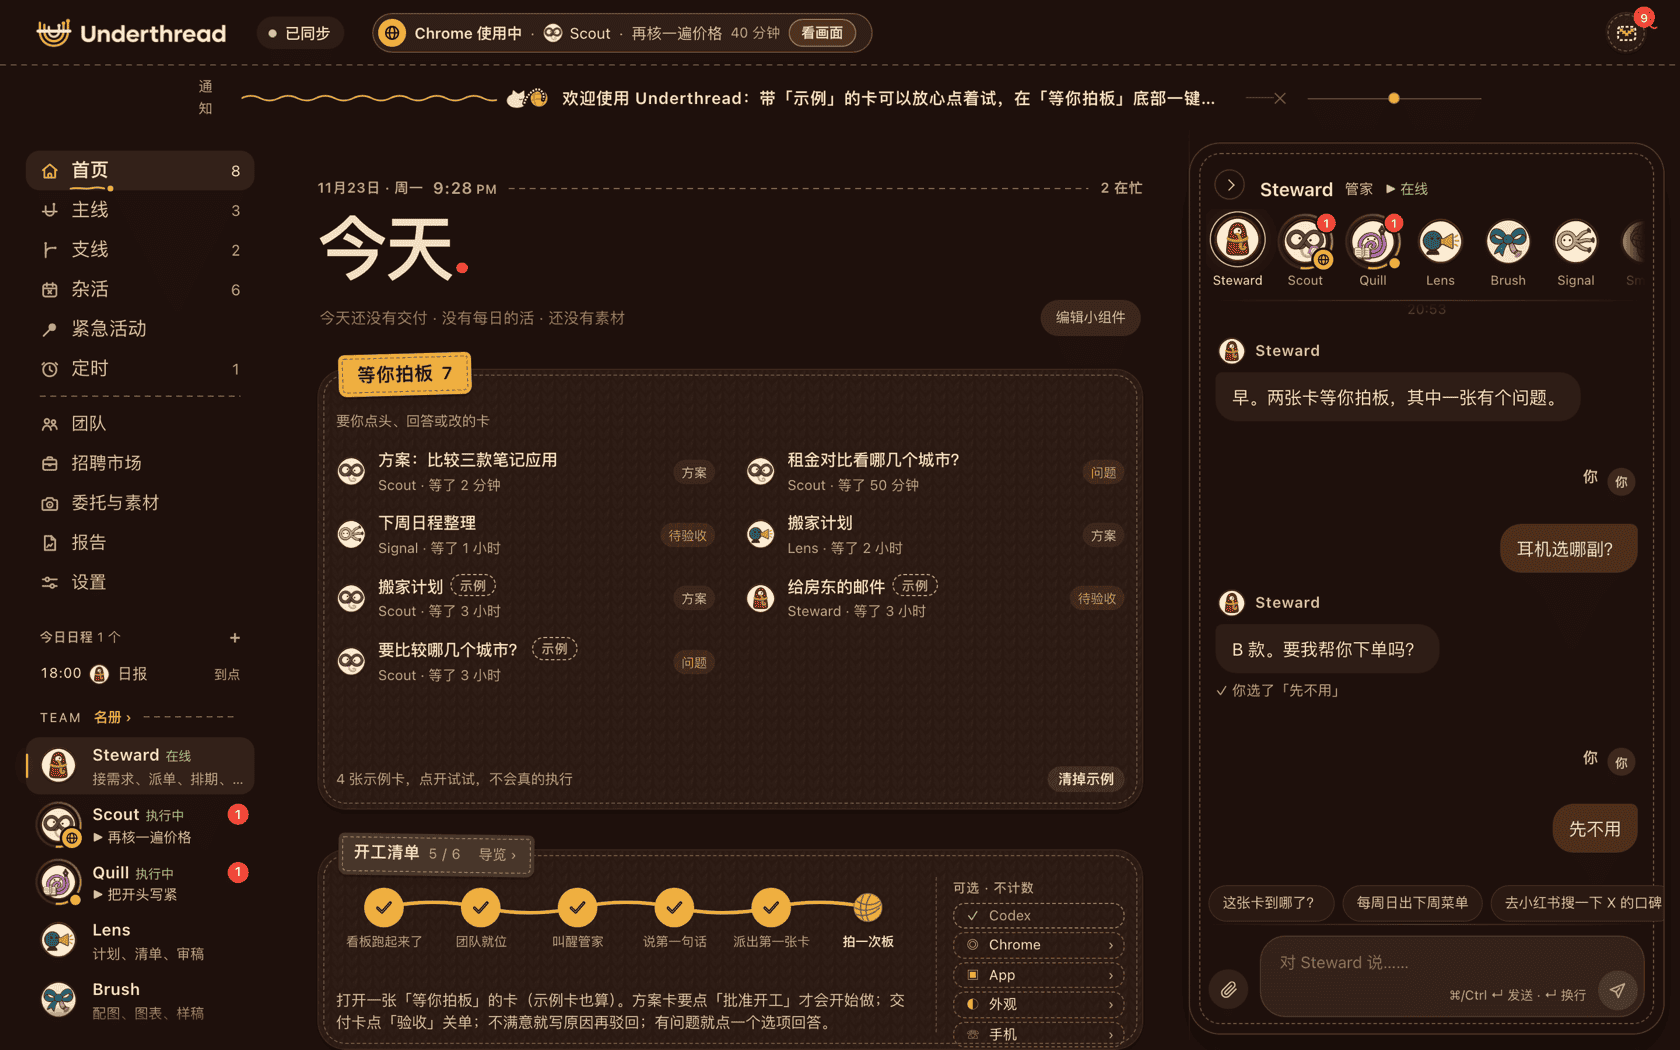 Underthread
已同步
Chrome 使用中 · Scout · 再核一遍价格 40 分钟 看画面
9
通知
欢迎使用 Underthread：带「示例」的卡可以放心点着试，在「等你拍板」底部一键...
首页 8
主线 3
支线 2
杂活 6
紧急活动
定时 1
团队
招聘市场
委托与素材
报告
设置
今日日程 1 个 +
18:00 日报 到点
TEAM 名册 ›
Steward 在线
接需求、派单、排期、...
Scout 执行中 1
再核一遍价格
Quill 执行中 1
把开头写紧
Lens
计划、清单、审稿
Brush
配图、图表、样稿
11月23日 · 周一 9:28 PM
2 在忙
今天
今天还没有交付 · 没有每日的活 · 还没有素材
编辑小组件
等你拍板 7
要你点头、回答或改的卡
方案：比较三款笔记应用
Scout · 等了 2 分钟
方案
租金对比看哪几个城市？
Scout · 等了 50 分钟
问题
下周日程整理
Signal · 等了 1 小时
待验收
搬家计划
Lens · 等了 2 小时
方案
搬家计划 示例
Scout · 等了 3 小时
方案
给房东的邮件 示例
Steward · 等了 3 小时
待验收
要比较哪几个城市？ 示例
Scout · 等了 3 小时
问题
4 张示例卡，点开试试，不会真的执行
清掉示例
开工清单 5 / 6 导览 ›
看板跑起来了
团队就位
叫醒管家
说第一句话
派出第一张卡
拍一次板
打开一张「等你拍板」的卡（示例卡也算）。方案卡要点「批准开工」才会开始做；交
付卡点「验收」关单；不满意就写原因再驳回；有问题就点一个选项回答。
可选 · 不计数
Codex
Chrome ›
App ›
外观 ›
手机 ›
Steward 管家 在线
1
1
Steward
Scout
Quill
Lens
Brush
Signal
Sm
20:53
Steward
早。两张卡等你拍板，其中一张有个问题。
你 你
耳机选哪副？
Steward
B 款。要我帮你下单吗？
✓ 你选了「先不用」
你 你
先不用
这张卡到哪了？
每周日出下周菜单
去小红书搜一下 X 的口碑
对 Steward 说……
⌘/Ctrl ↵ 发送 · ↵ 换行